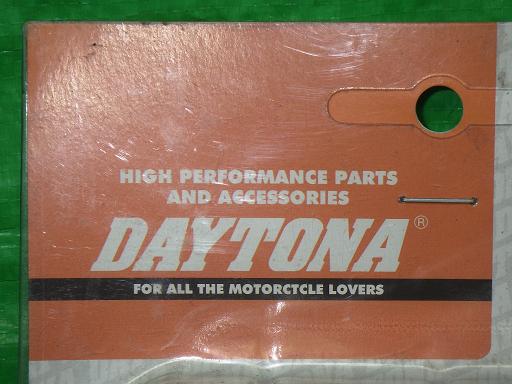 HIGH PERFORMANCE PARTS
AND ACCESSORIES
DAYTONA®
FOR ALL THE MOTORCTCLE LOVERS